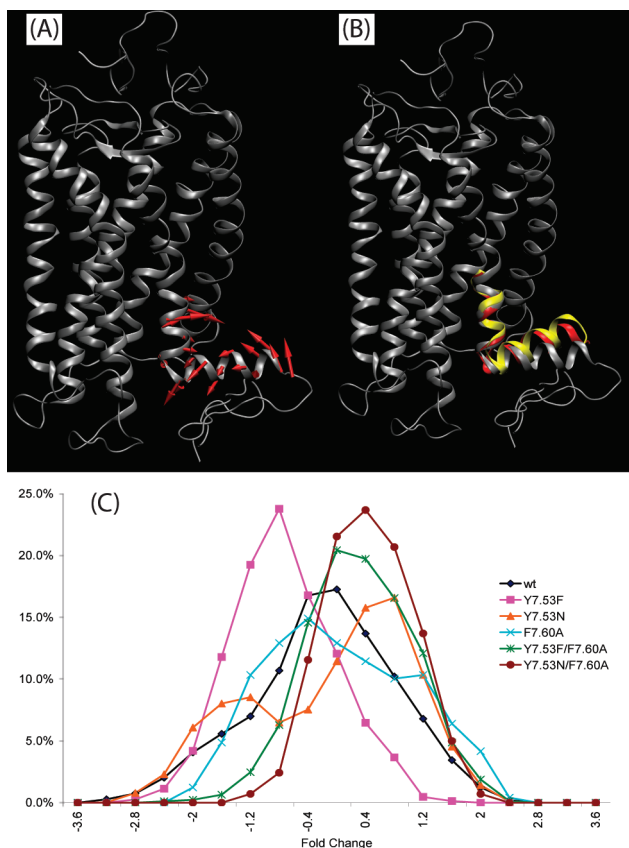 (A) (B)
(C)
25.0%
20.0%
15.0%
10.0%
5.0%
0.0%
wt
Y7.53F
Y7.53N
F7.60A
Y7.53F/F7.60A
Y7.53N/F7.60A
-3.6 -2.8 -2 -1.2 -0.4 0.4 1.2 2 2.8 3.6
Fold Change